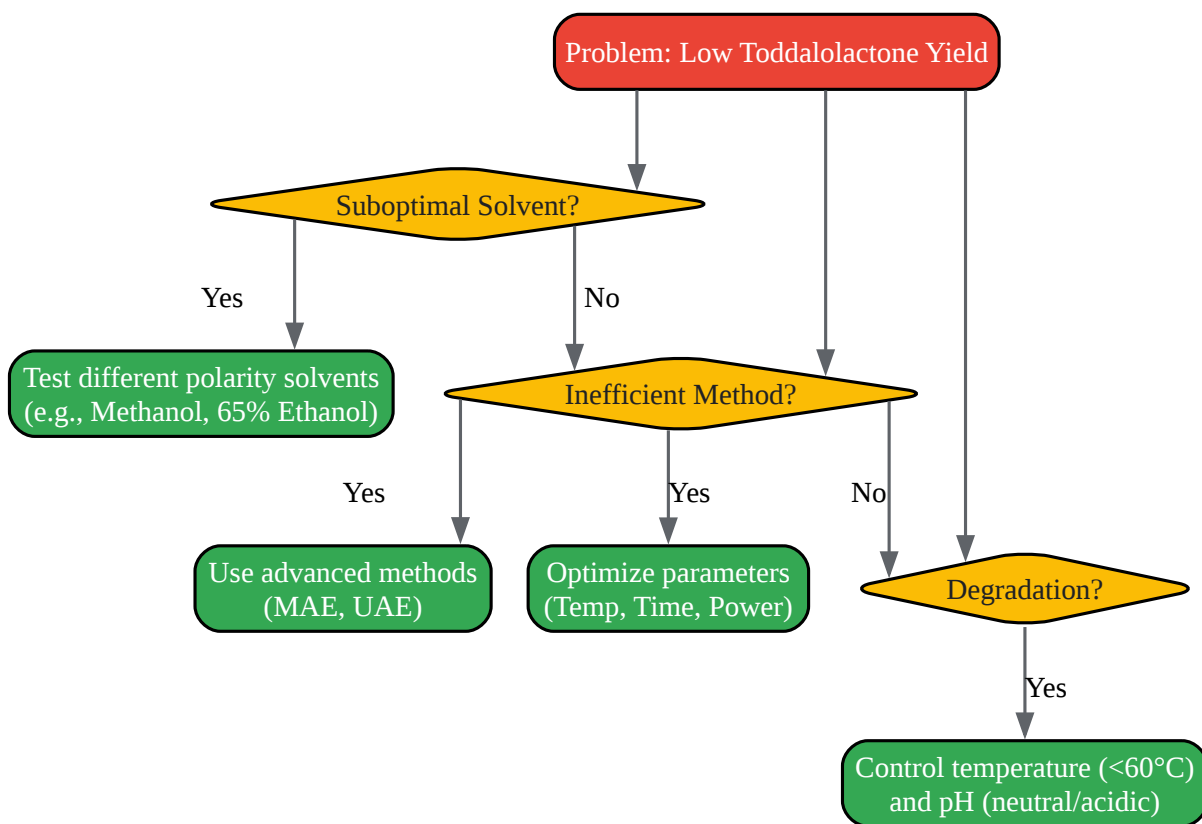 Problem: Low Toddalolactone Yield
Suboptimal Solvent?
Yes
No
Test different polarity solvents
(e.g., Methanol, 65% Ethanol)
Inefficient Method?
Yes
Yes
No
Use advanced methods
(MAE, UAE)
Optimize parameters
(Temp, Time, Power)
Degradation?
Yes
Control temperature (<60°C)
and pH (neutral/acidic)